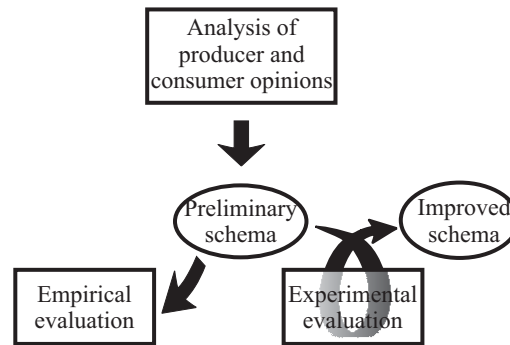 Analysis of
producer and
consumer opinions
Preliminary
schema
Improved
schema
Empirical
evaluation
Experimental
evaluation